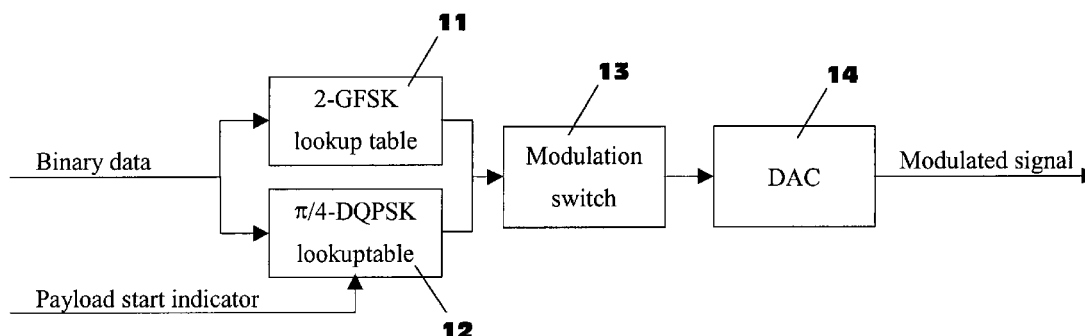 11
2-GFSK
lookup table
13
14
Binary data
Modulation
switch
DAC
Modulated signal
π/4-DQPSK
lookuptable
Payload start indicator
12